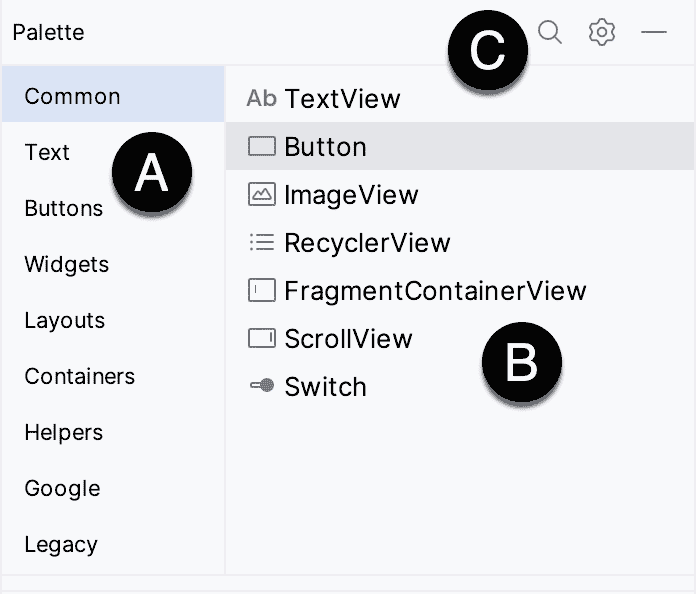 Palette
C
Common
Text
A
Buttons
Widgets
Layouts
Containers
Helpers
Google
Legacy
Ab TextView
Button
ImageView
RecyclerView
FragmentContainerView
ScrollView
B
Switch